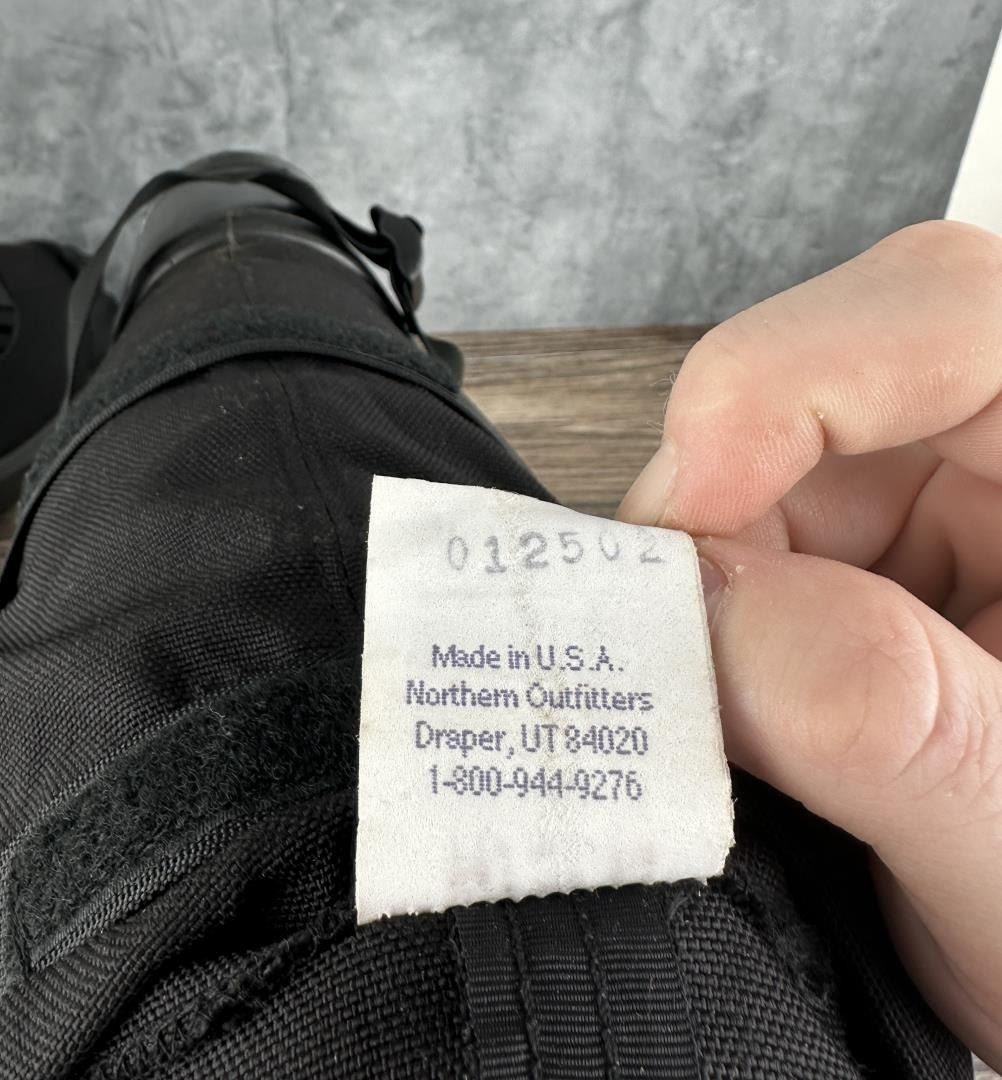 012502
Made in U.S.A.
Northern Outfitters
Draper, UT 84020
1-800-944-9276